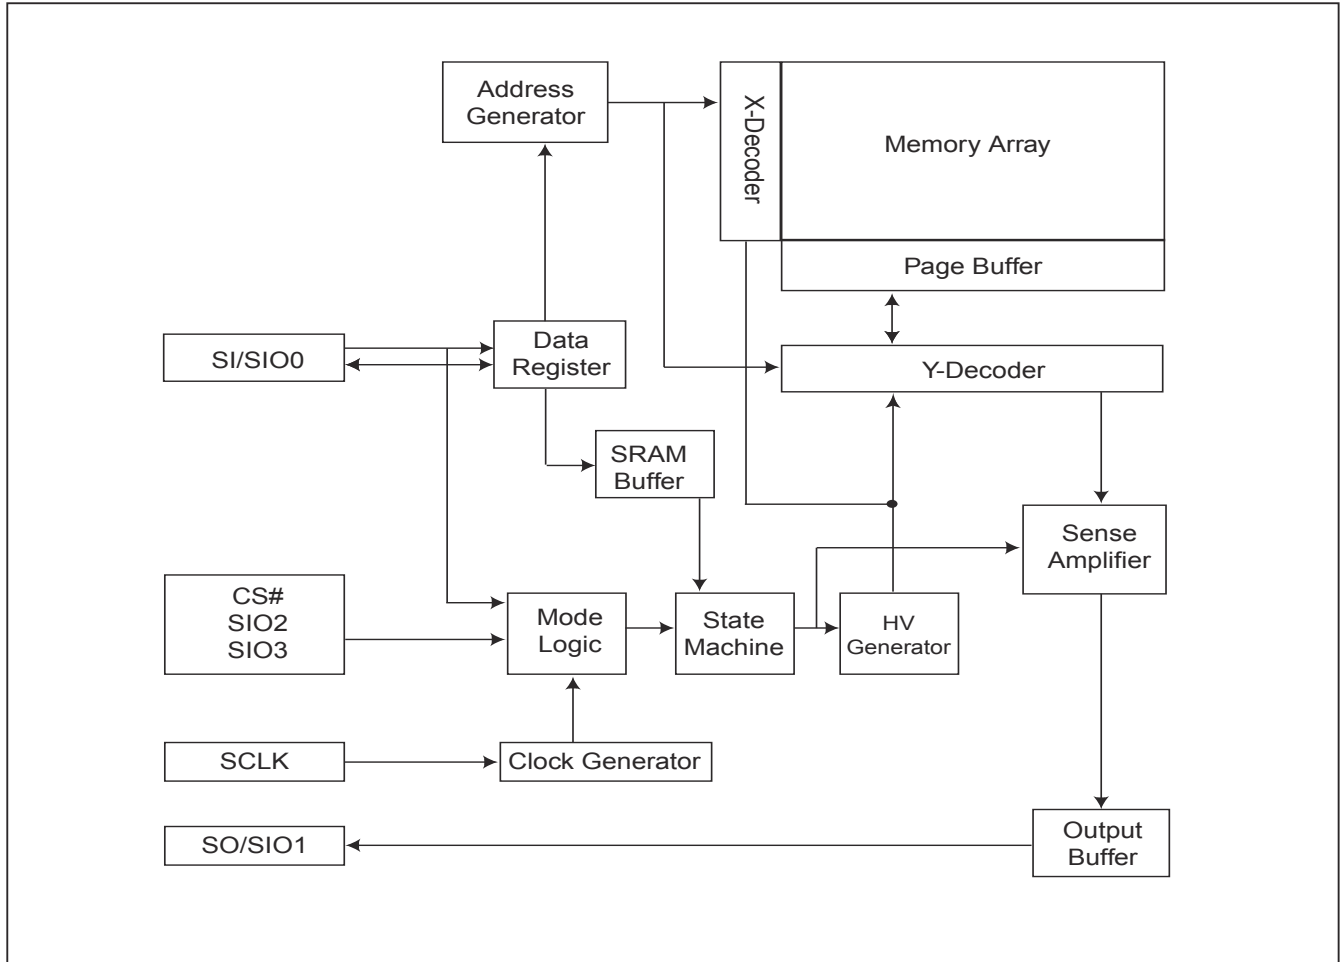 Address
Generator
X-Decoder
Memory Array
Page Buffer
SI/SIO0
Data
Register
Y-Decoder
SRAM
Buffer
CS#
SIO2
SIO3
Mode
Logic
State
Machine
HV
Generator
Sense
Amplifier
SCLK
Clock Generator
SO/SIO1
Output
Buffer